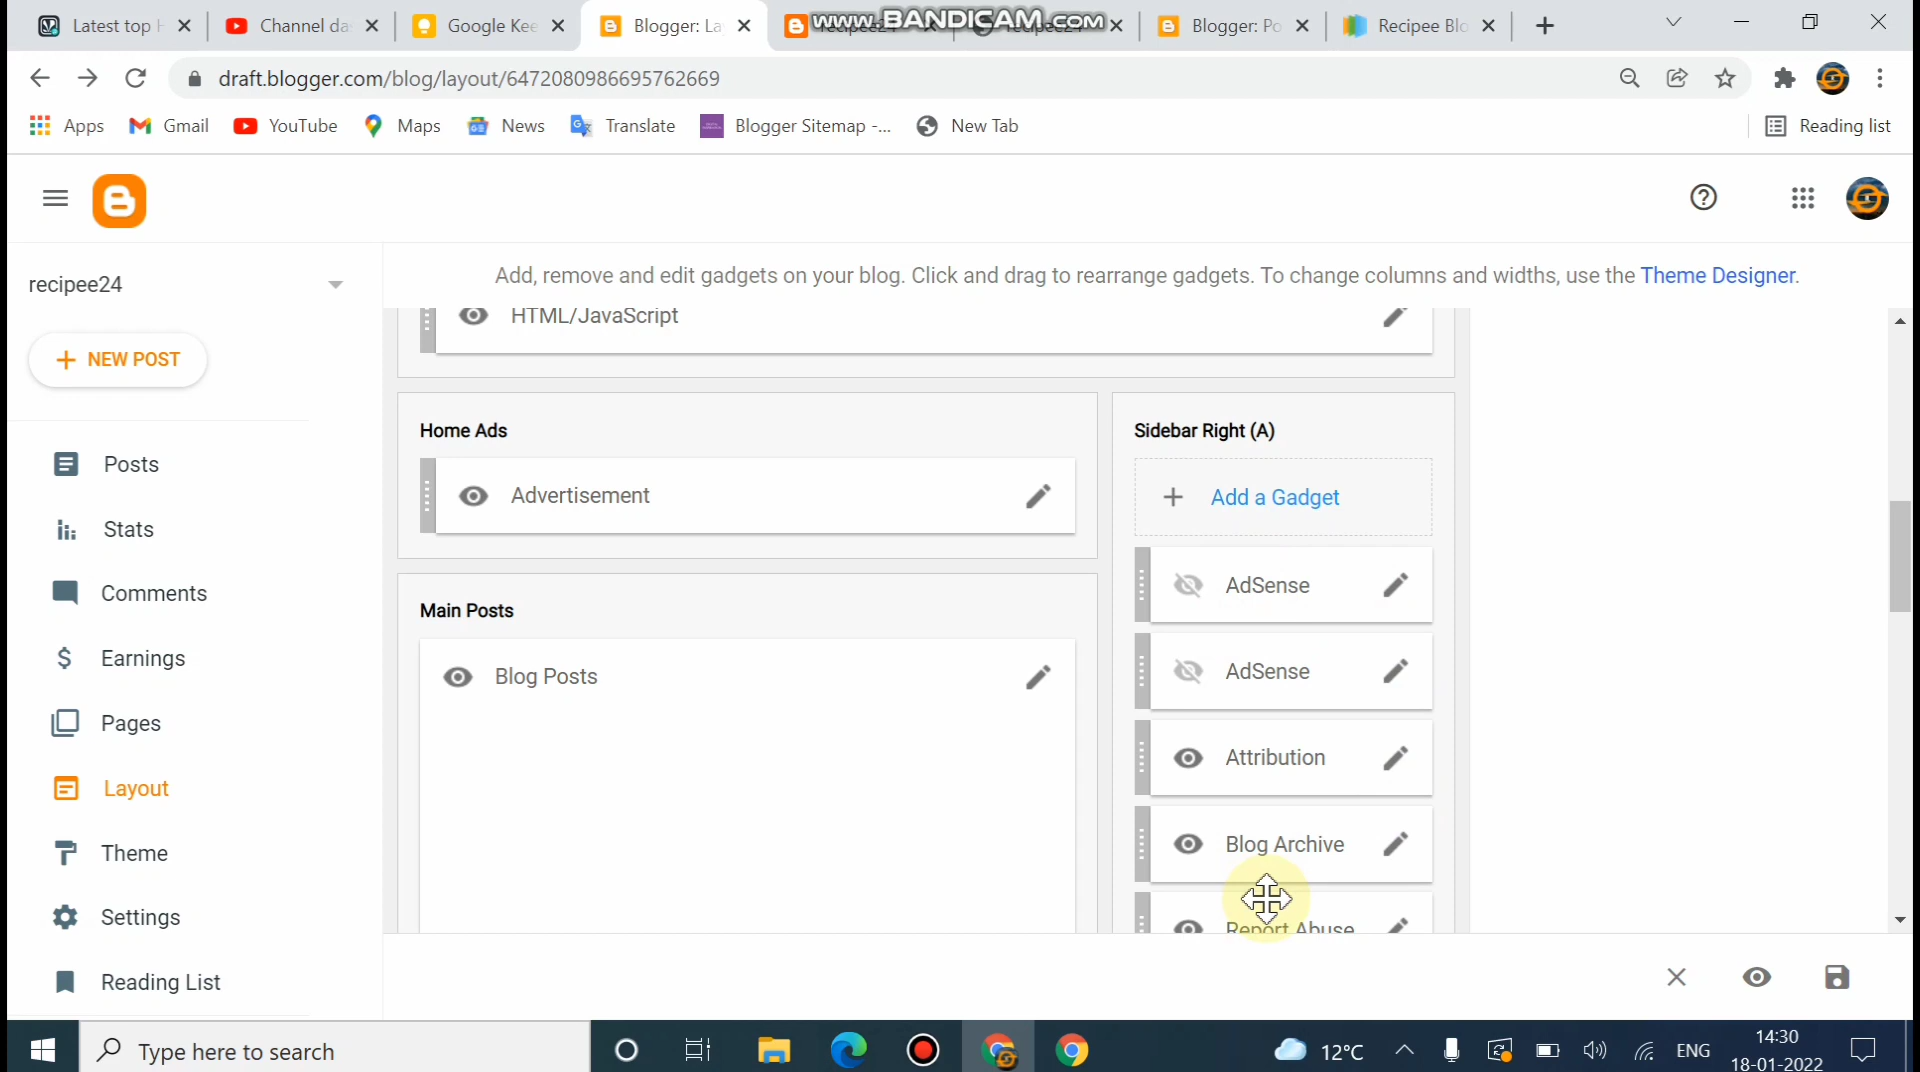 www.BANDICAM.COM
Latest top H
Channel da
Google Kee
Blogger: La
recipee24
recipee24
Blogger: Po
Recipee Blo
draft.blogger.com/blog/layout/6472080986695762669
Apps
Gmail
YouTube
Maps
News
Translate
Blogger Sitemap -...
New Tab
Reading list
recipee24
Add, remove and edit gadgets on your blog. Click and drag to rearrange gadgets. To change columns and widths, use the Theme Designer.
HTML/JavaScript
NEW POST
Posts
Stats
Comments
Earnings
Pages
Layout
Theme
Settings
Reading List
Home Ads
Advertisement
Main Posts
Blog Posts
Sidebar Right (A)
Add a Gadget
AdSense
AdSense
Attribution
Blog Archive
Report Abuse
Type here to search
12°C
ENG
14:30
18-01-2022